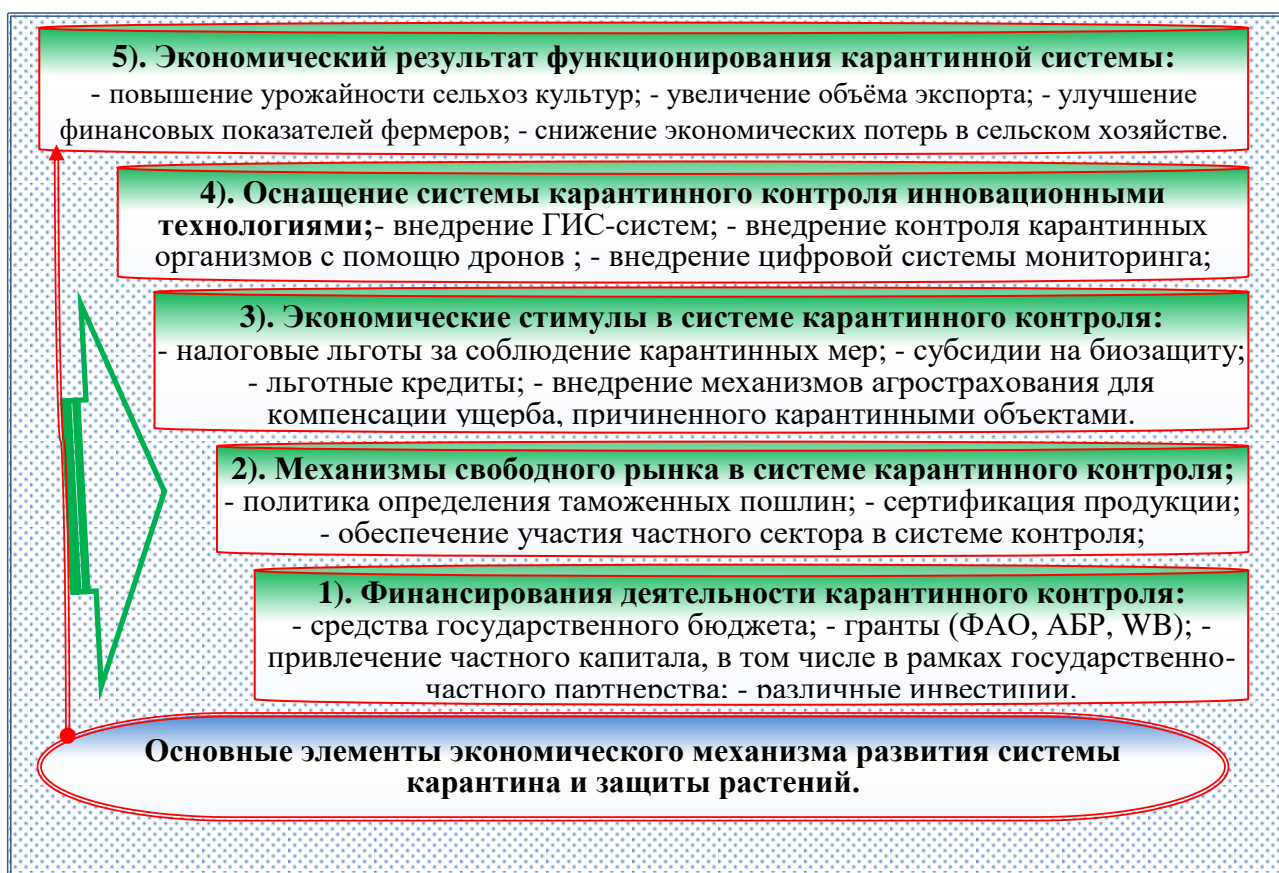 5). Экономический результат функционирования карантинной системы:
- повышение урожайности сельхоз культур; - увеличение объёма экспорта; - улучшение
финансовых показателей фермеров; - снижение экономических потерь в сельском хозяйстве.
4). Оснащение системы карантинного контроля инновационными
технологиями;- внедрение ГИС-систем; - внедрение контроля карантинных
организмов с помощю дронов ; - внедрение цифровой системы мониторинга;
3). Экономические стимулы в системе карантинного контроля:
- налоговые льготы за соблюдение карантинных мер; - субсидии на биозащиту;
- льготные кредиты; - внедрение механизмов агрострахования для
компенсации ущерба, причиненного карантинными объектами.
2). Механизмы свободного рынка в системе карантинного контроля;
- политика определения таможенных пошлин; - сертификация продукции;
- обеспечение участия частного сектора в системе контроля;
1). Финансирования деятельности карантинного контроля:
- средства государственного бюджета; - гранты (ФАО, АБР, WB); -
привлечение частного капитала, в том числе в рамках государственно-
частного партнерства; - различные инвестиции.
Основные элементы экономического механизма развития системы
карантина и защиты растений.